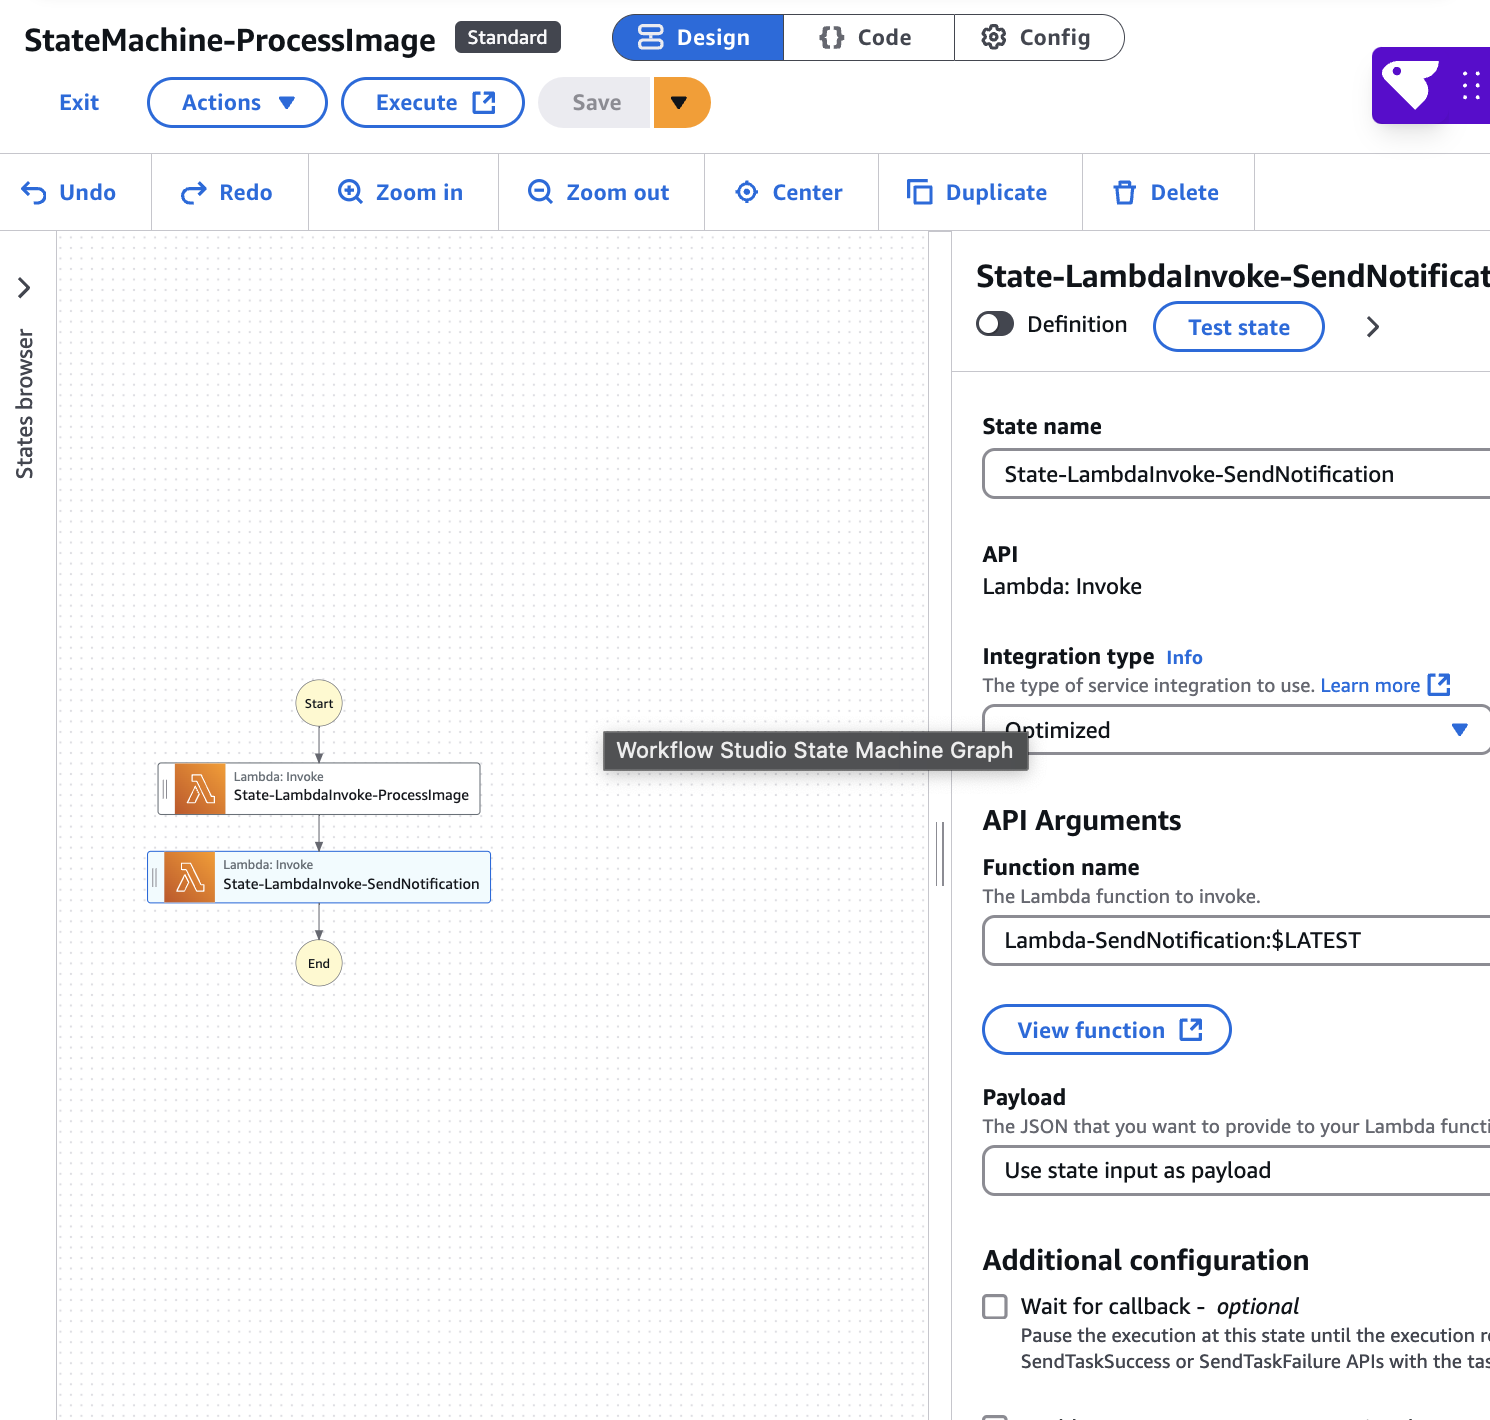 StateMachine-ProcessImage
Standard
Design
Code
Config
Exit
Actions
Execute
Save
Undo
Redo
Zoom in
Zoom out
Center
Duplicate
Delete
States browser
Start
Lambda: Invoke
State-LambdaInvoke-ProcessImage
Lambda: Invoke
State-LambdaInvoke-SendNotification
End
Workflow Studio State Machine Graph
State-LambdaInvoke-SendNotificat
Definition
Test state
State name
State-LambdaInvoke-SendNotification
API
Lambda: Invoke
Integration type Info
The type of service integration to use. Learn more
Optimized
API Arguments
Function name
The Lambda function to invoke.
Lambda-SendNotification:$LATEST
View function
Payload
The JSON that you want to provide to your Lambda functi
Use state input as payload
Additional configuration
Wait for callback - optional
Pause the execution at this state until the execution re
SendTaskSuccess or SendTaskFailure APIs with the tas